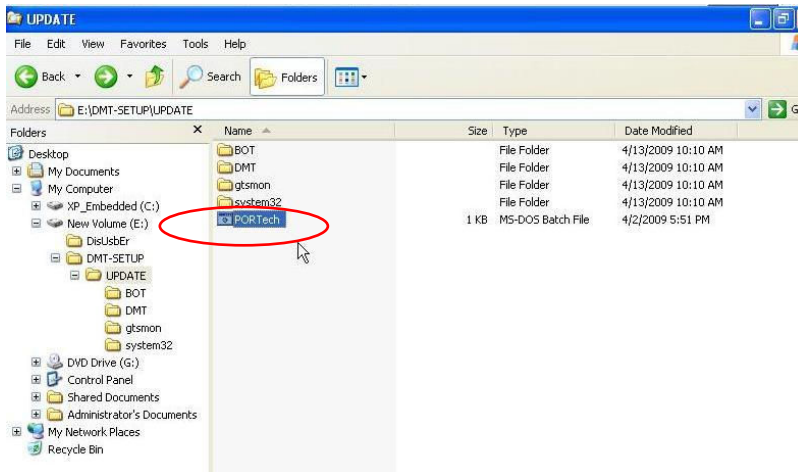 UPDATE
File Edit View Favorites Tools Help
Back Search Folders
Address E:\DMT-SETUP\UPDATE G
Folders X Name Size Type Date Modified
Desktop BOT File Folder 4/13/2009 10:10 AM
My Documents DMT File Folder 4/13/2009 10:10 AM
My Computer gtsmon File Folder 4/13/2009 10:10 AM
XP_Embedded (C:) system32 File Folder 4/13/2009 10:10 AM
New Volume (E:) PORTech 1 KB MS-DOS Batch File 4/2/2009 5:51 PM
DisUsbEr
DMT-SETUP
UPDATE
BOT
DMT
gtsmon
system32
DVD Drive (G:)
Control Panel
Shared Documents
Administrator's Documents
My Network Places
Recycle Bin